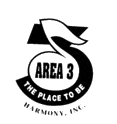 AREA 3
THE PLACE TO BE
HARMONY, INC.